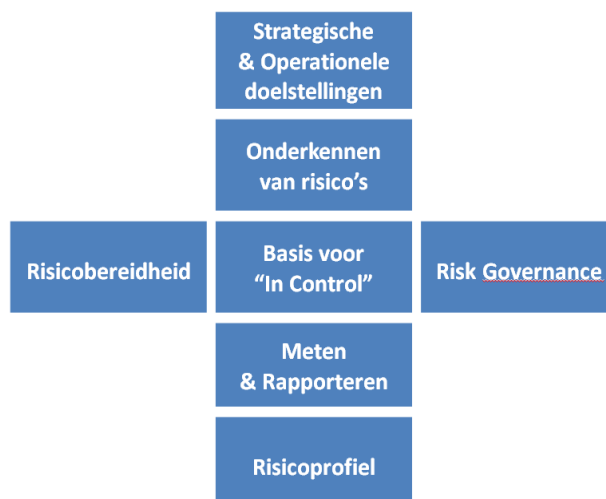 Strategische
& Operationele
doelstellingen
Onderkennen
van risico’s
Risicobereidheid
Basis voor
“In Control”
Risk Governance
Meten
& Rapporteren
Risicoprofiel